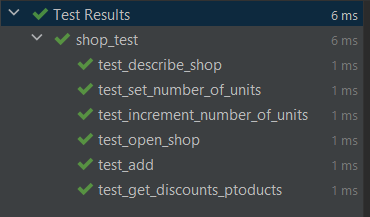 Test Results 6 ms
shop_test 6 ms
test_describe_shop 1 ms
test_set_number_of_units 1 ms
test_increment_number_of_units 1 ms
test_open_shop 1 ms
test_add 1 ms
test_get_discounts_ptoducts 1 ms